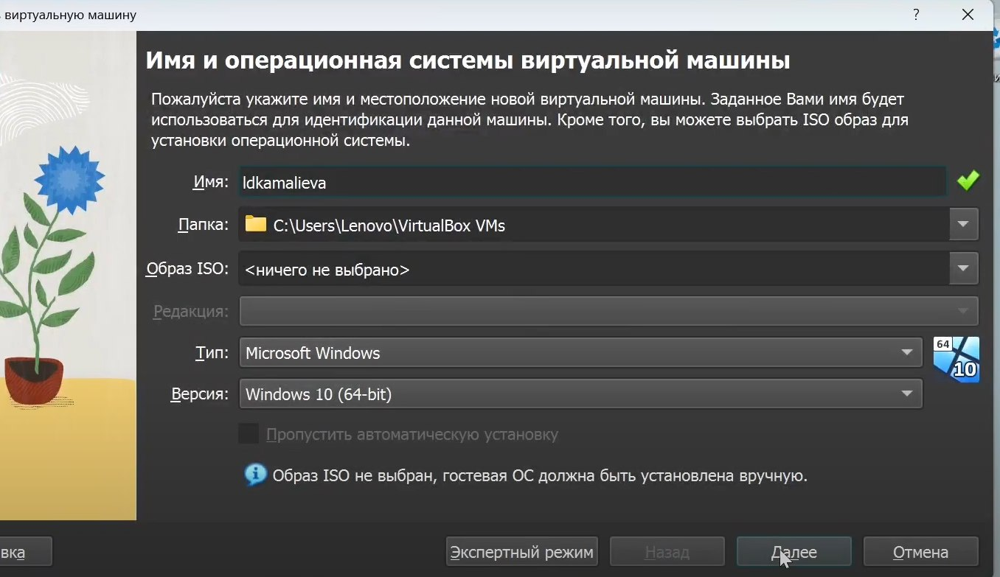 виртуальную машину
?
Имя и операционная системы виртуальной машины
Пожалуйста укажите имя и местоположение новой виртуальной машины. Заданное Вами имя будет
использоваться для идентификации данной машины. Кроме того, вы можете выбрать ISO образ для
установки операционной системы.
Имя: ldkamalieva
Папка: C:\Users\Lenovo\VirtualBox VMs
Образ ISO: <ничего не выбрано>
Редакция:
Тип: Microsoft Windows
64
10
Версия: Windows 10 (64-bit)
Пропустить автоматическую установку
Образ ISO не выбран, гостевая ОС должна быть установлена вручную.
вка Экспертный режим Назад Далее Отмена